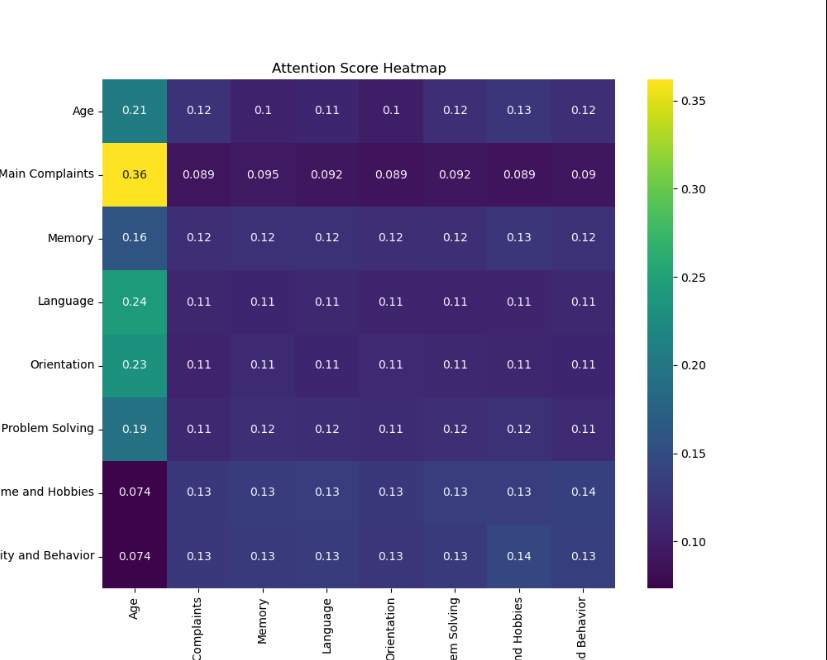 Attention Score Heatmap
Age 0.21 0.12 0.1 0.11 0.1 0.12 0.13 0.12
Main Complaints 0.36 0.089 0.095 0.092 0.089 0.092 0.089 0.09
Memory 0.16 0.12 0.12 0.12 0.12 0.12 0.13 0.12
Language 0.24 0.11 0.11 0.11 0.11 0.11 0.11 0.11
Orientation 0.23 0.11 0.11 0.11 0.11 0.11 0.11 0.11
Problem Solving 0.19 0.11 0.12 0.12 0.11 0.12 0.12 0.11
me and Hobbies 0.074 0.13 0.13 0.13 0.13 0.13 0.13 0.14
ity and Behavior 0.074 0.13 0.13 0.13 0.13 0.13 0.14 0.13
Age
Complaints
Memory
Language
Orientation
em Solving
nd Hobbies
d Behavior
0.35
0.30
0.25
0.20
0.15
0.10